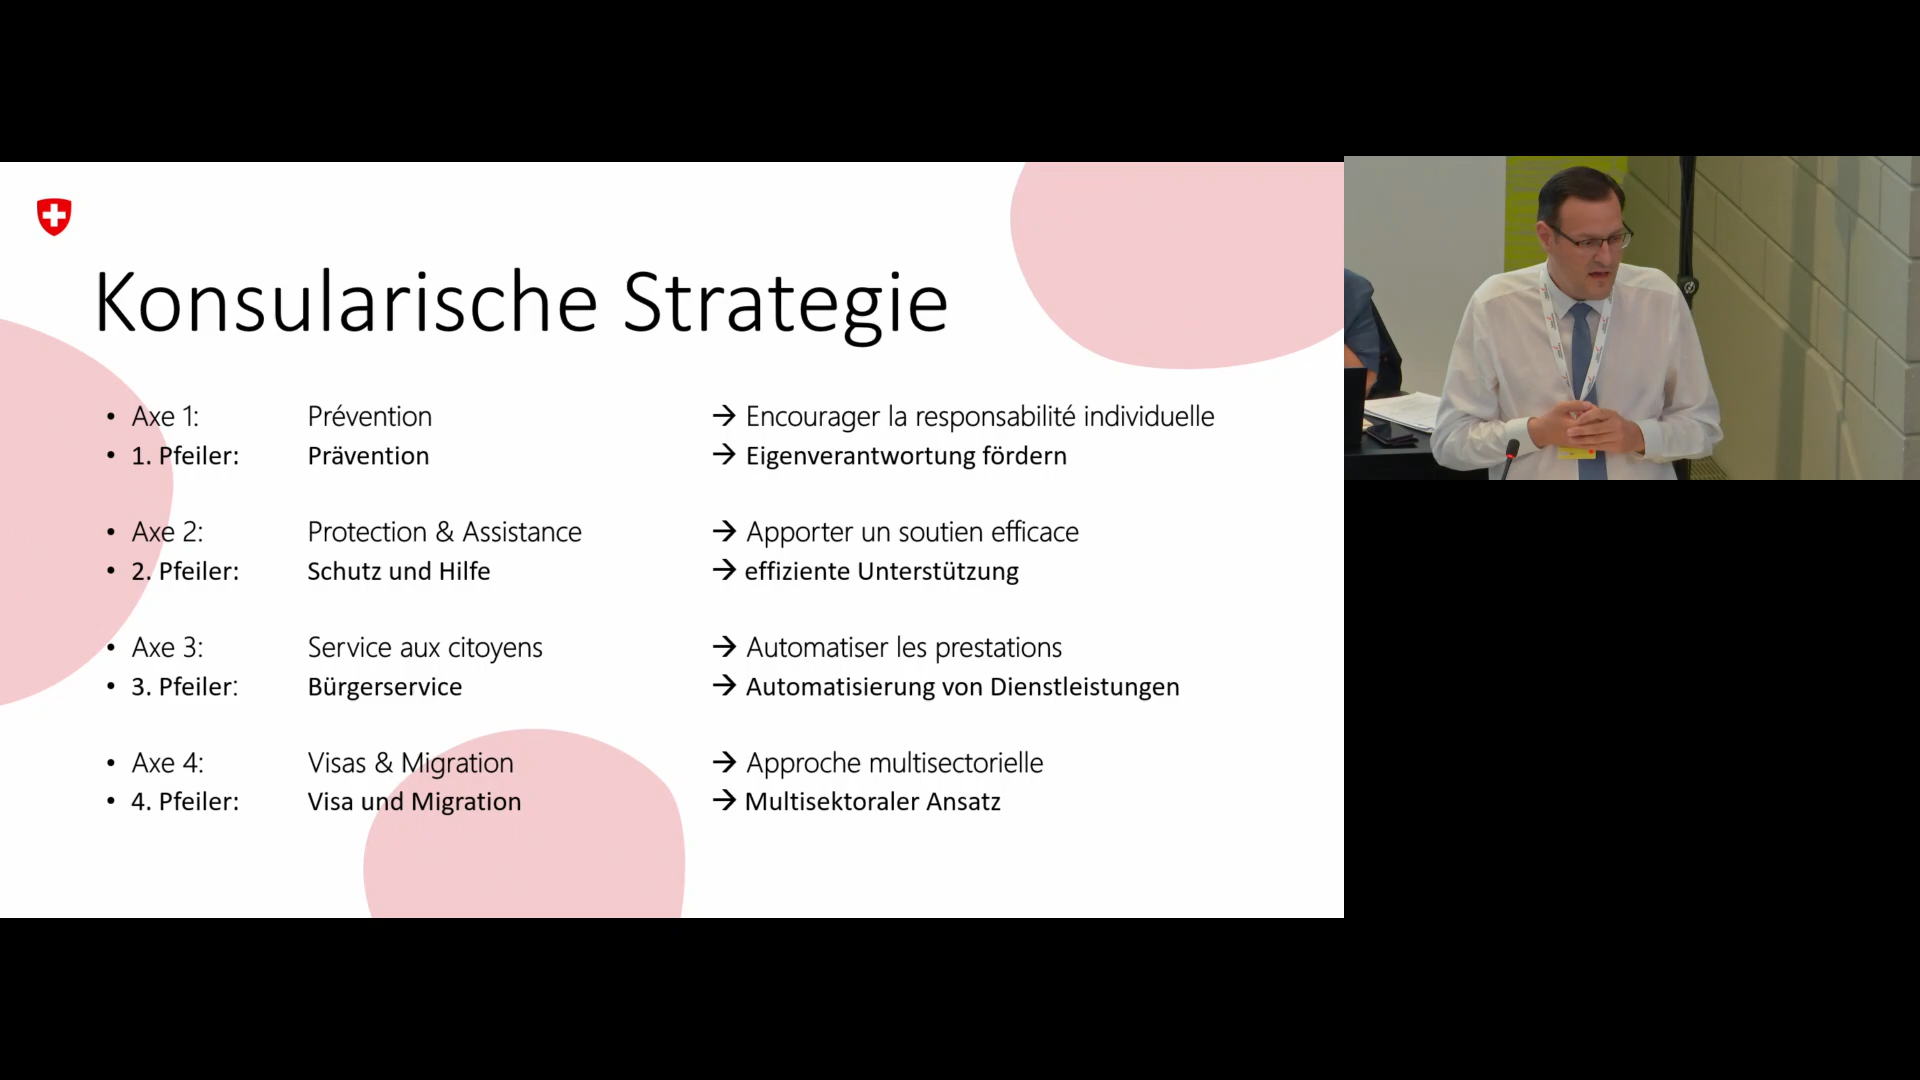 Konsularische Strategie
• Axe 1: Prévention → Encourager la responsabilité individuelle
• 1. Pfeiler: Prävention → Eigenverantwortung fördern
• Axe 2: Protection & Assistance → Apporter un soutien efficace
• 2. Pfeiler: Schutz und Hilfe → effiziente Unterstützung
• Axe 3: Service aux citoyens → Automatiser les prestations
• 3. Pfeiler: Bürgerservice → Automatisierung von Dienstleistungen
• Axe 4: Visas & Migration → Approche multisectorielle
• 4. Pfeiler: Visa und Migration → Multisektoraler Ansatz